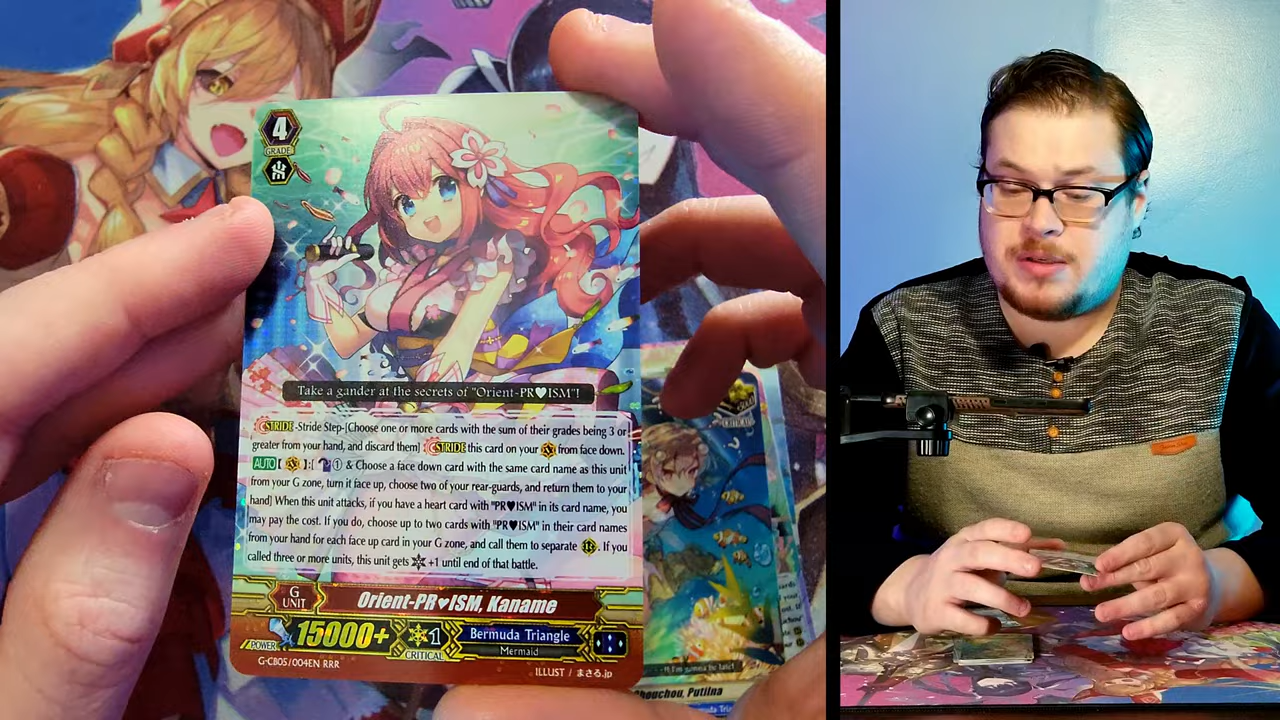 4
GRADE
Take a gander at the secrets of "Orient-PR♥ISM"!
STRIDE -Stride Step-[Choose one or more cards with the sum of their grades being 3 or
greater from your hand, and discard them] STRIDE this card on your from face down.
AUTO [ ]:[ ① & Choose a face down card with the same card name as this unit
from your G zone, turn it face up, choose two of your rear-guards, and return them to your
hand] When this unit attacks, if you have a heart card with "PR♥ISM" in its card name, you
may pay the cost. If you do, choose up to two cards with "PR♥ISM" in their card names
from your hand for each face up card in your G zone, and call them to separate . If you
called three or more units, this unit gets +1 until end of that battle.
G UNIT
Orient-PR♥ISM, Kaname
POWER 15000+
1
CRITICAL
Bermuda Triangle
Mermaid
G-CB05/004EN RRR
ILLUST / まさる.jp
CRITICAL
Chouchou, Putilna